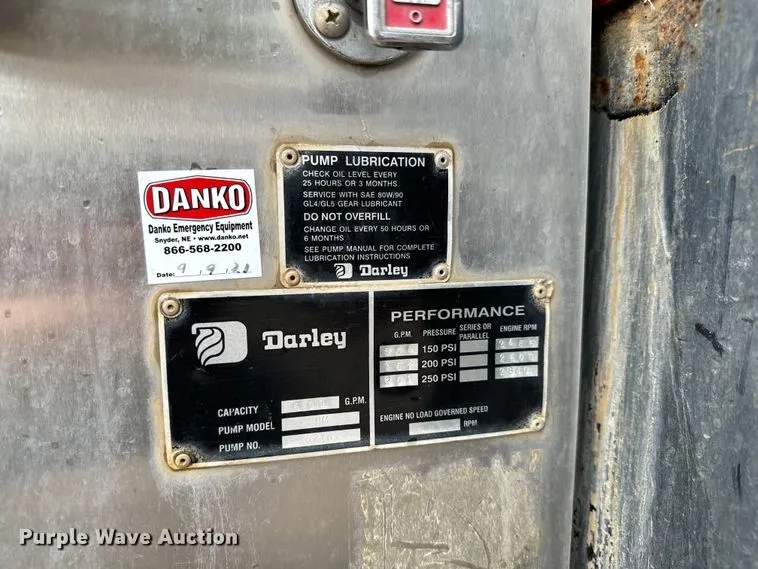 DANKO
Danko Emergency Equipment
Snyder, NE • www.danko.net
866-568-2200
Date:
PUMP LUBRICATION
CHECK OIL LEVEL EVERY
25 HOURS OR 3 MONTHS
SERVICE WITH SAE 80W/90
GL4/GL5 GEAR LUBRICANT
DO NOT OVERFILL
CHANGE OIL EVERY 50 HOURS OR
6 MONTHS
SEE PUMP MANUAL FOR COMPLETE
LUBRICATION INSTRUCTIONS
Darley
Darley
CAPACITY G.P.M.
PUMP MODEL
PUMP NO.
PERFORMANCE
G.P.M. PRESSURE SERIES OR PARALLEL ENGINE RPM
150 PSI
200 PSI
250 PSI
ENGINE NO LOAD GOVERNED SPEED
RPM
Purple Wave Auction